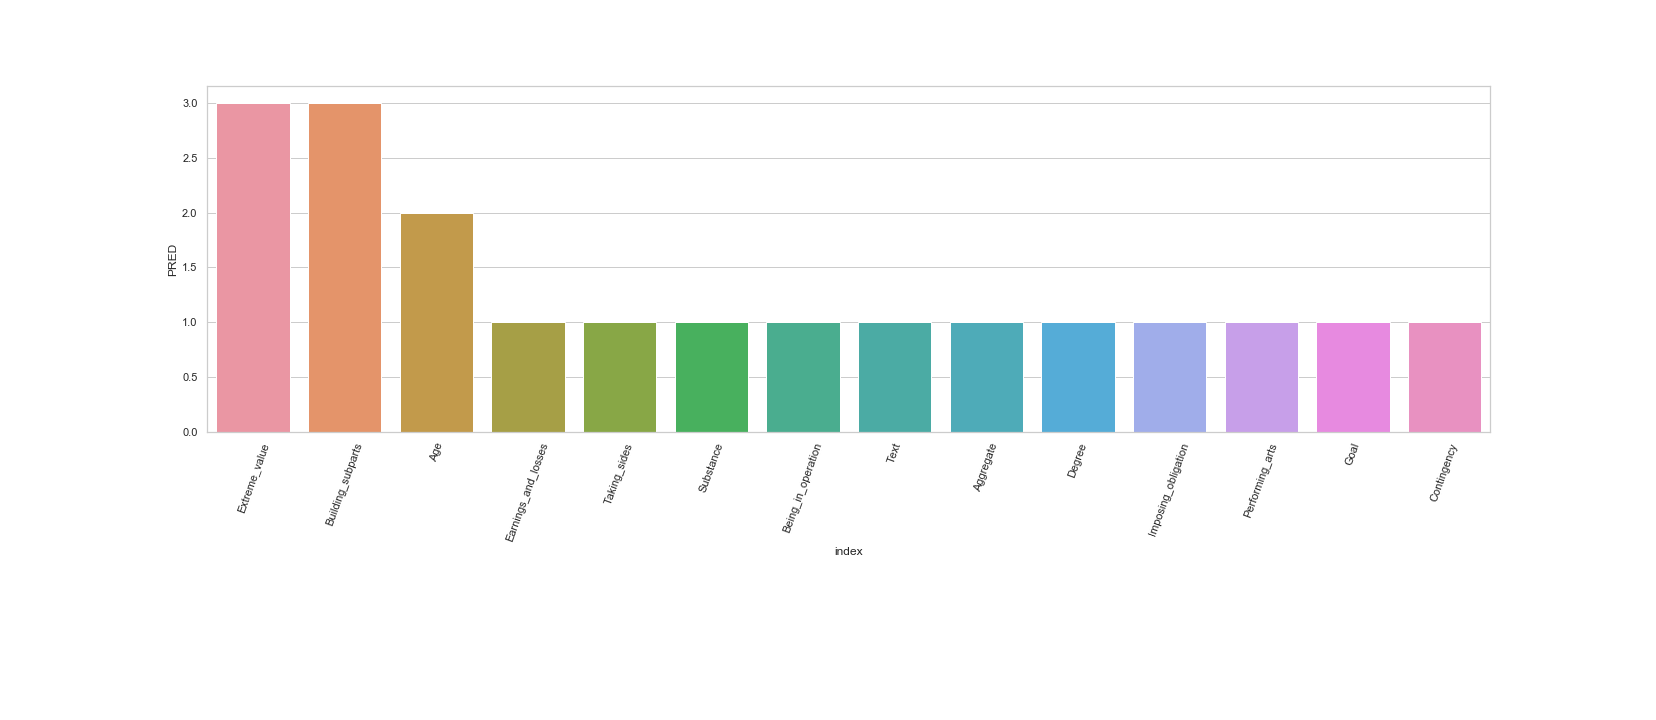 3.0
2.5
2.0
1.5
1.0
0.5
0.0
PRED
Extreme_value
Building_subparts
Age
Earnings_and_losses
Taking_sides
Substance
Being_in_operation
Text
Aggregate
Degree
Imposing_obligation
Performing_arts
Goal
Contingency
index